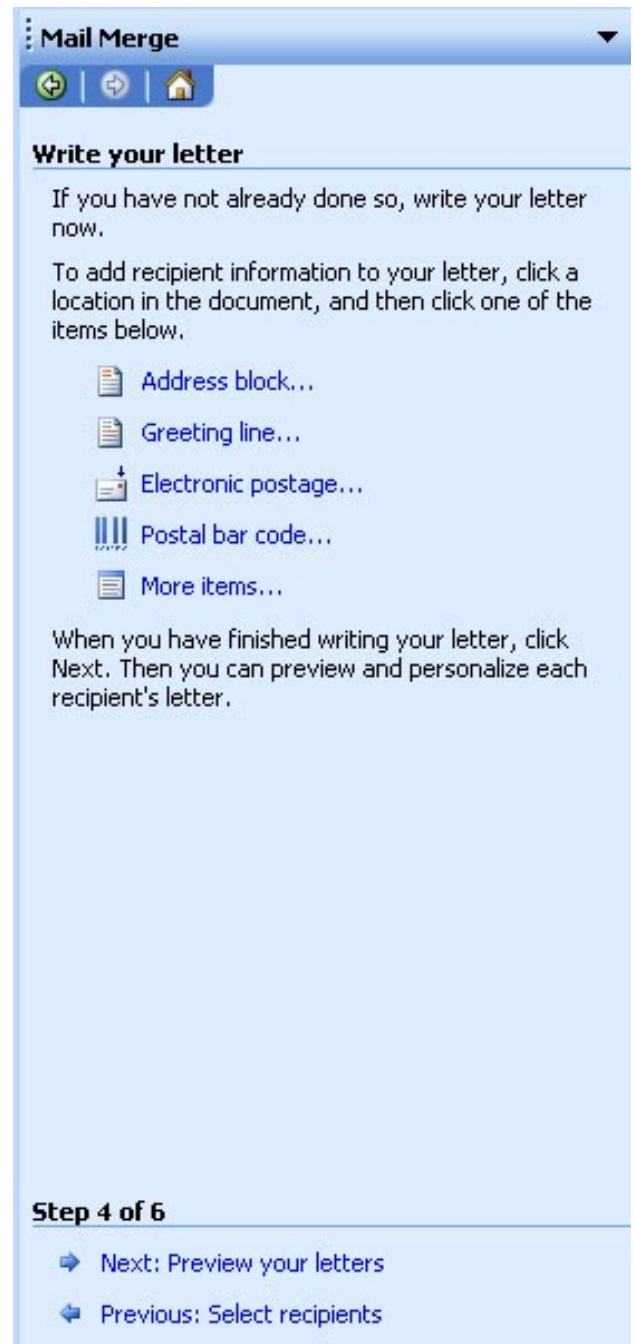 Mail Merge
Write your letter
If you have not already done so, write your letter
now.
To add recipient information to your letter, click a
location in the document, and then click one of the
items below.
Address block...
Greeting line...
Electronic postage...
Postal bar code...
More items...
When you have finished writing your letter, click
Next. Then you can preview and personalize each
recipient's letter.
Step 4 of 6
Next: Preview your letters
Previous: Select recipients